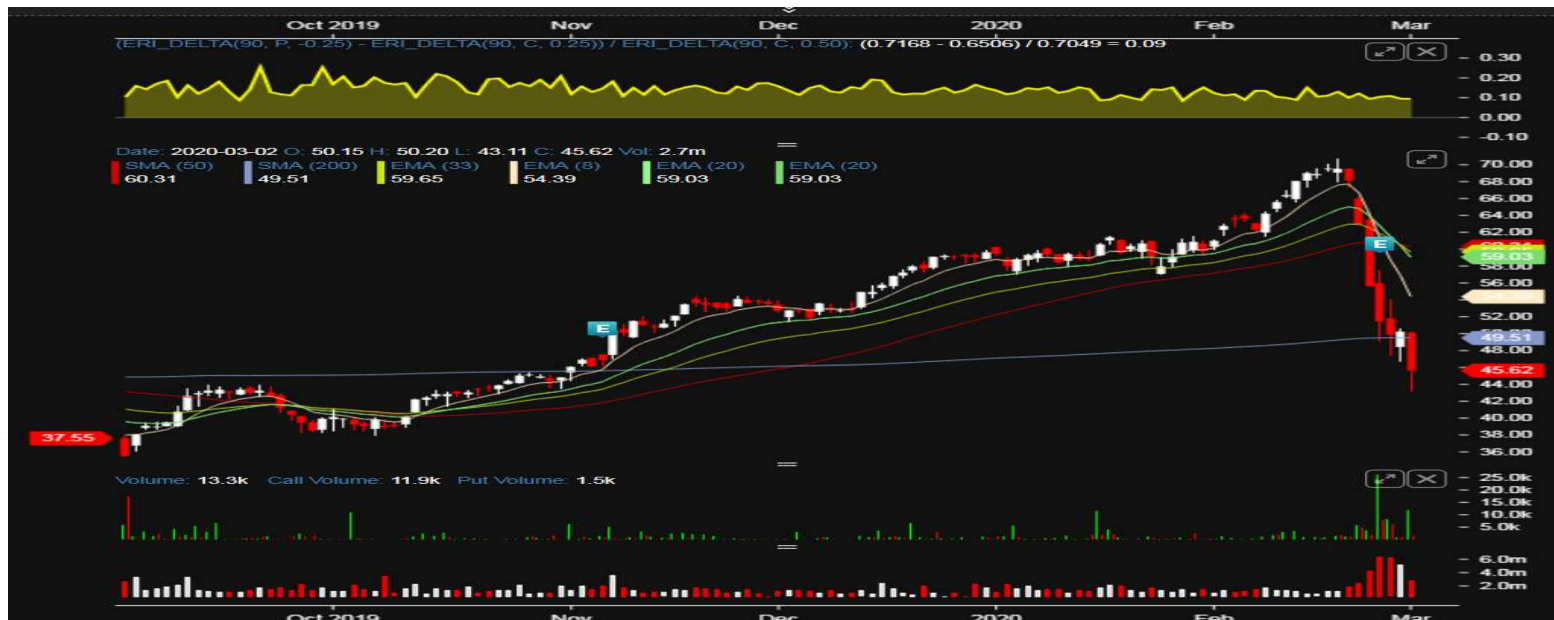 Oct 2019 Nov Dec 2020 Feb Mar
(ERI_DELTA(90, P, -0.25) - ERI_DELTA(90, C, 0.25)) / ERI_DELTA(90, C, 0.50): (0.7168 - 0.6506) / 0.7049 = 0.09
0.30
0.20
0.10
0.00
-0.10
Date: 2020-03-02 O: 50.15 H: 50.20 L: 43.11 C: 45.62 Vol: 2.7m
SMA (50) SMA (200) EMA (33) EMA (8) EMA (20) EMA (20)
60.31 49.51 59.65 54.39 59.03 59.03
70.00
68.00
66.00
64.00
62.00
E
59.03
58.00
56.00
52.00
E
49.51
48.00
45.62
44.00
42.00
40.00
37.55
38.00
36.00
Volume: 13.3k Call Volume: 11.9k Put Volume: 1.5k
25.0k
20.0k
15.0k
10.0k
5.0k
6.0m
4.0m
2.0m
Oct 2019 Nov Dec 2020 Feb Mar